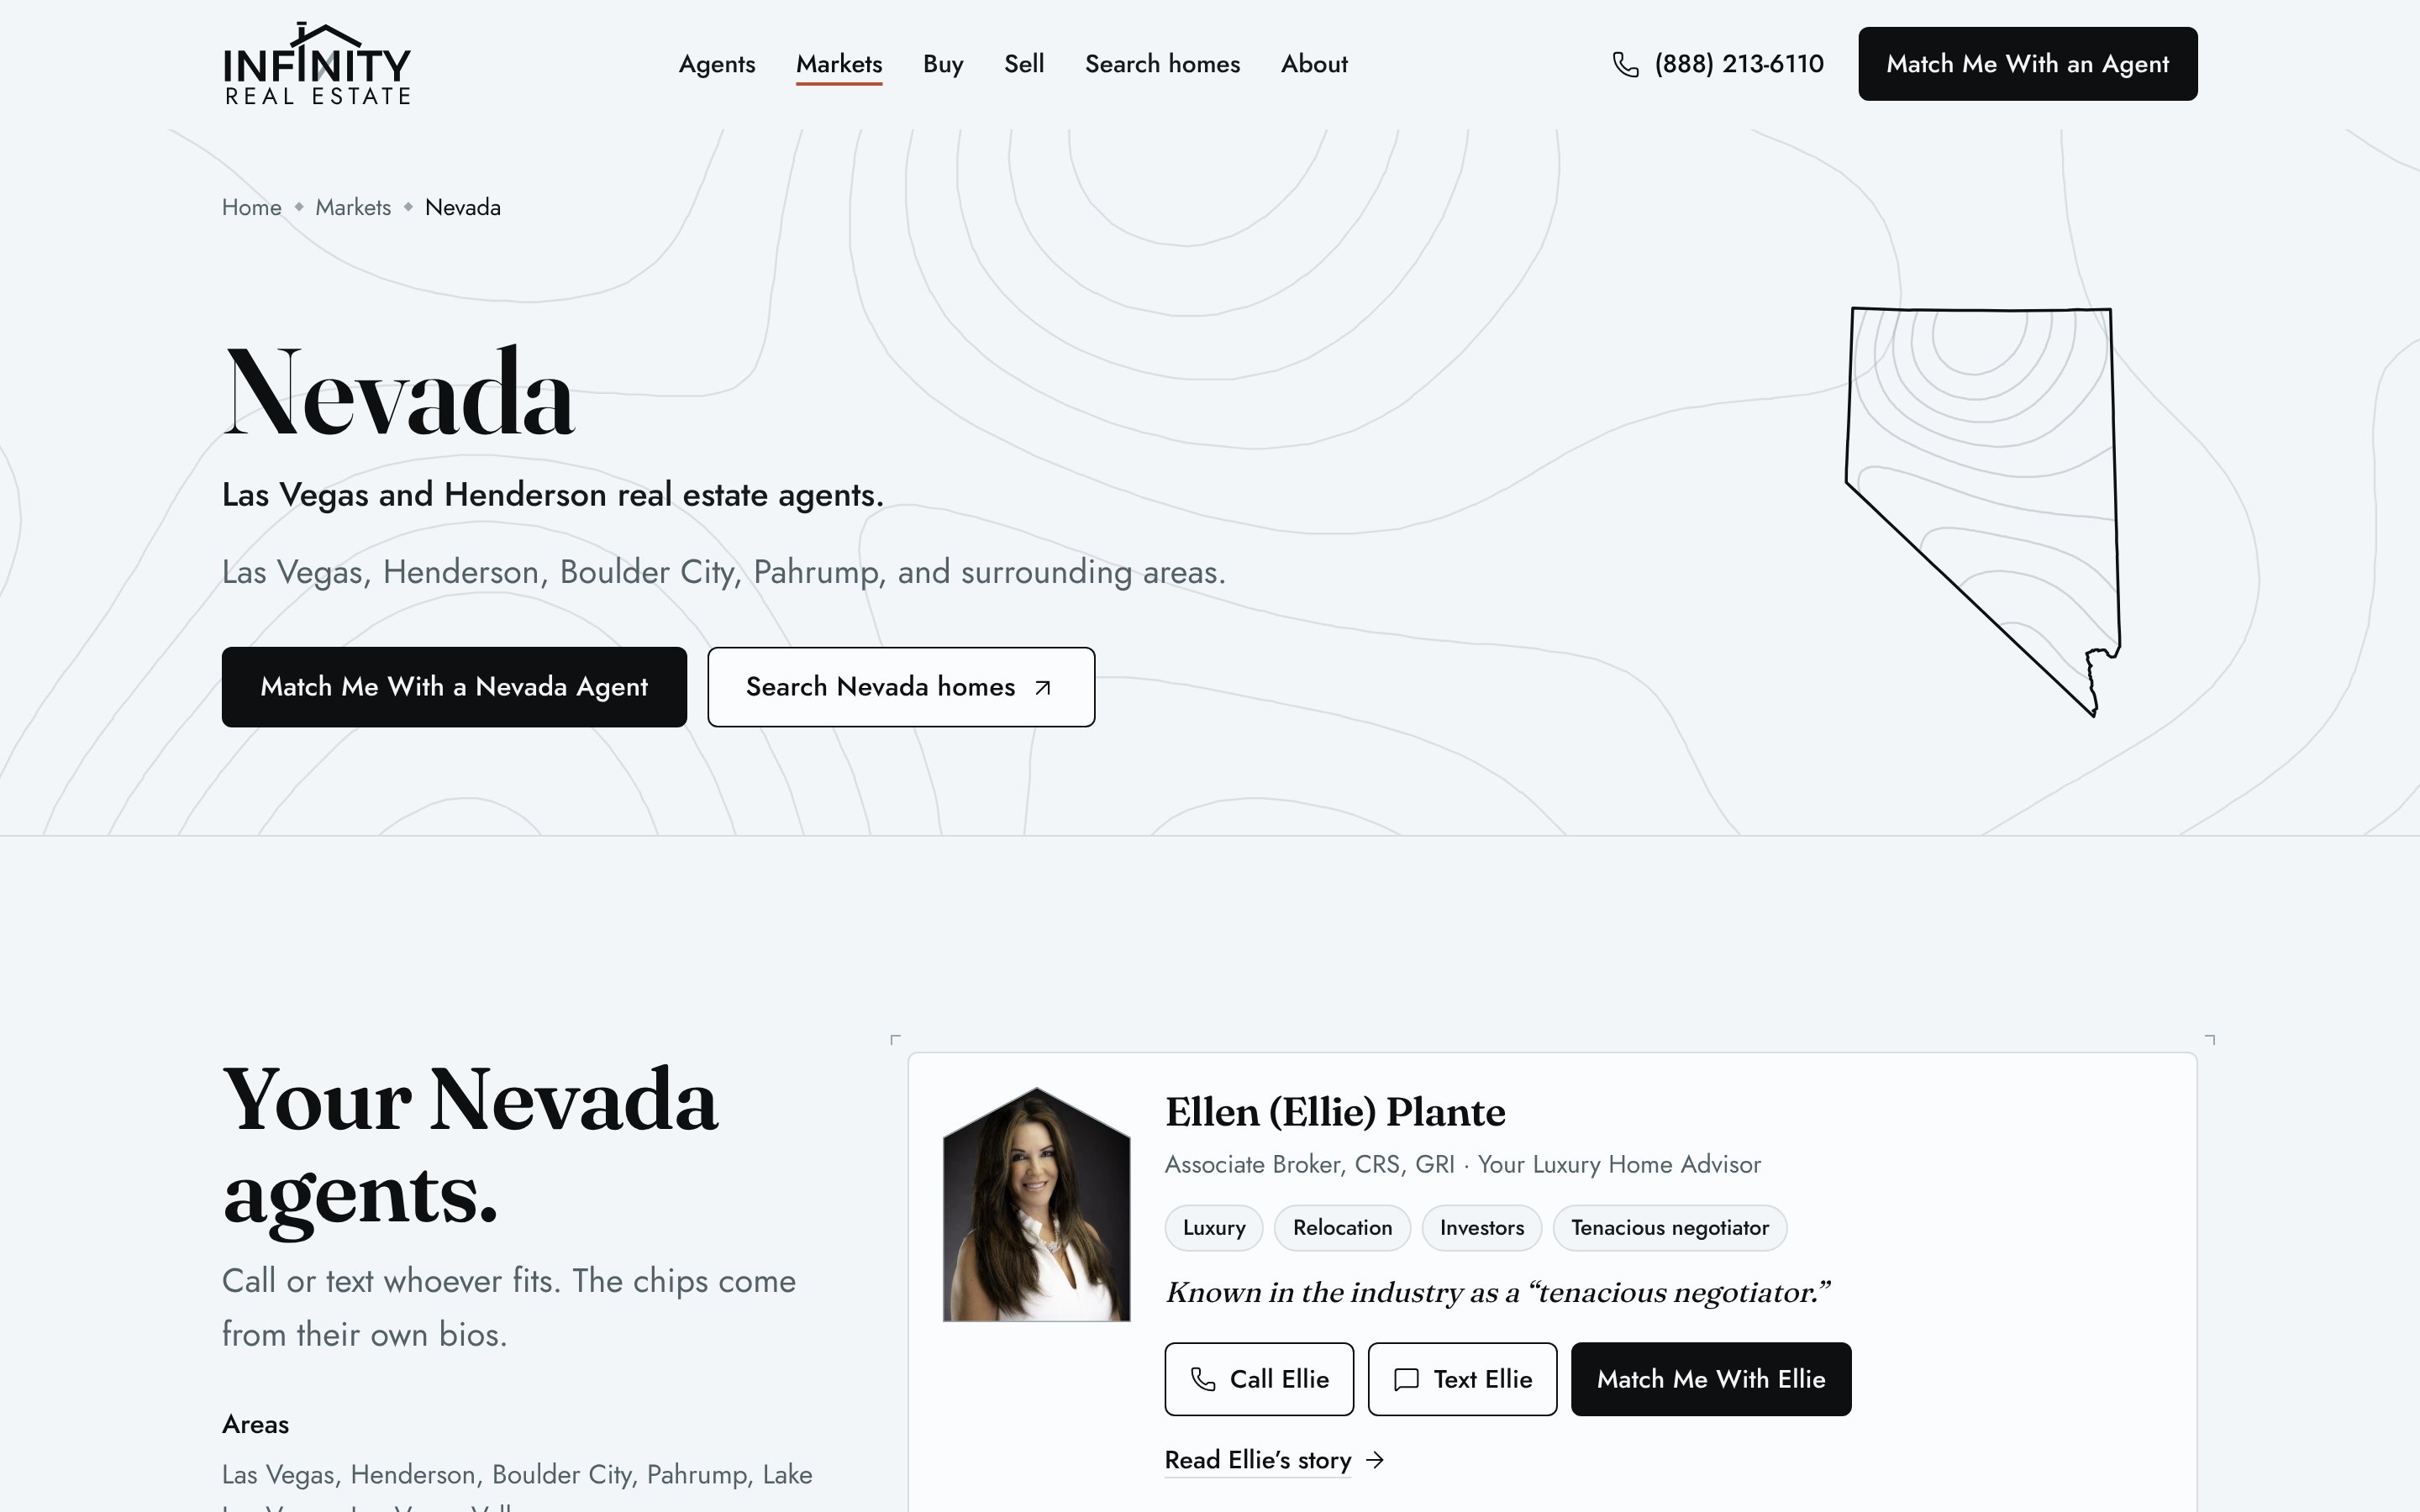 INFINITY
REAL ESTATE
Agents
Markets
Buy
Sell
Search homes
About
(888) 213-6110
Match Me With an Agent
Home
Markets
Nevada
Nevada
Las Vegas and Henderson real estate agents.
Las Vegas, Henderson, Boulder City, Pahrump, and surrounding areas.
Match Me With a Nevada Agent
Search Nevada homes
Your Nevada
agents.
Call or text whoever fits. The chips come
from their own bios.
Areas
Las Vegas, Henderson, Boulder City, Pahrump, Lake
Ellen (Ellie) Plante
Associate Broker, CRS, GRI · Your Luxury Home Advisor
Luxury
Relocation
Investors
Tenacious negotiator
Known in the industry as a “tenacious negotiator.”
Call Ellie
Text Ellie
Match Me With Ellie
Read Ellie’s story